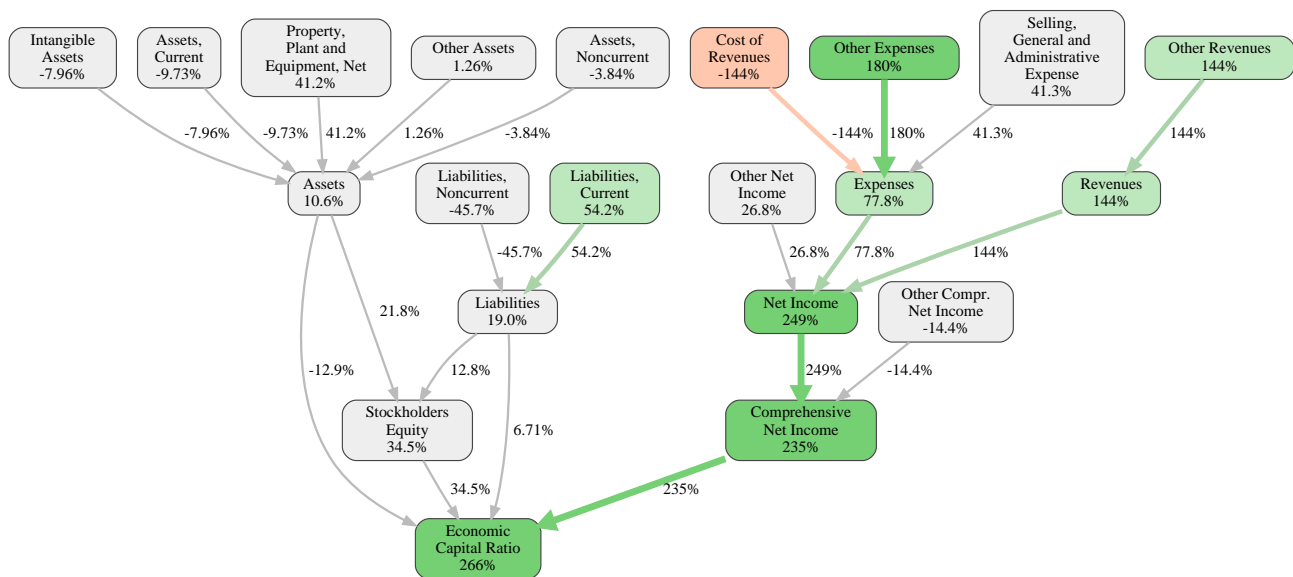 Intangible
Assets
-7.96%
Assets,
Current
-9.73%
Property,
Plant and
Equipment, Net
41.2%
Other Assets
1.26%
Assets,
Noncurrent
-3.84%
Cost of
Revenues
-144%
Other Expenses
180%
Selling,
General and
Administrative
Expense
41.3%
Other Revenues
144%
-7.96%
-9.73%
41.2%
1.26%
-3.84%
-144%
180%
41.3%
144%
Assets
10.6%
Liabilities,
Noncurrent
-45.7%
Liabilities,
Current
54.2%
Other Net
Income
26.8%
Expenses
77.8%
Revenues
144%
-45.7%
54.2%
26.8%
77.8%
144%
21.8%
Liabilities
19.0%
Net Income
249%
Other Compr.
Net Income
-14.4%
-12.9%
12.8%
249%
-14.4%
Stockholders
Equity
34.5%
6.71%
Comprehensive
Net Income
235%
34.5%
235%
Economic
Capital Ratio
266%